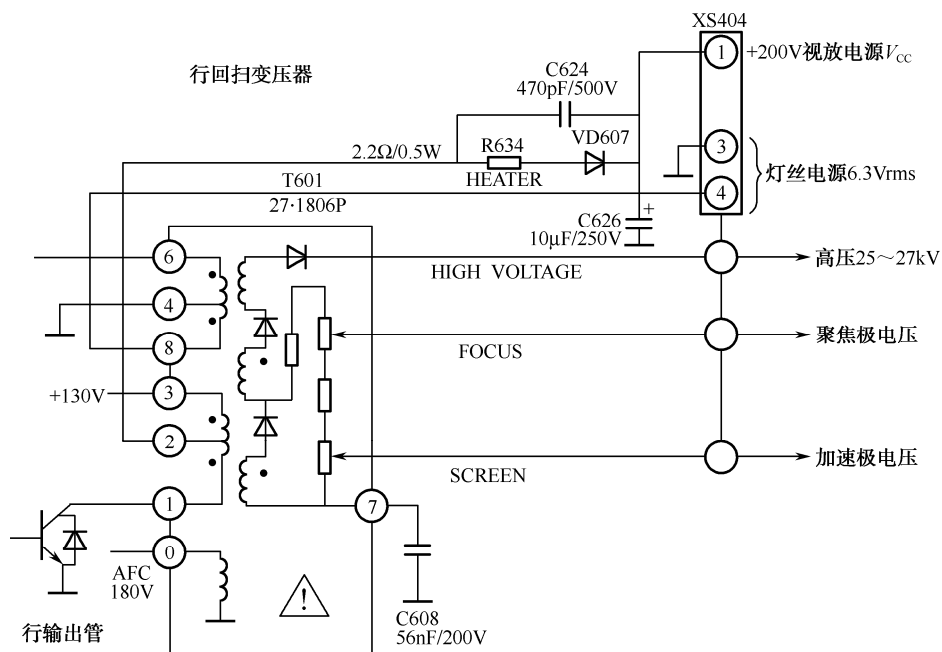 XS404
1
+200V视放电源VCC
行回扫变压器
C624
470pF/500V
R634
VD607
2.2Ω/0.5W
HEATER
3
灯丝电源6.3Vrms
4
T601
27·1806P
C626
+
10μF/250V
6
HIGH VOLTAGE
高压25～27kV
4
8
FOCUS
聚焦极电压
+130V
3
2
SCREEN
加速极电压
1
7
0
AFC
180V
!
C608
56nF/200V
行输出管